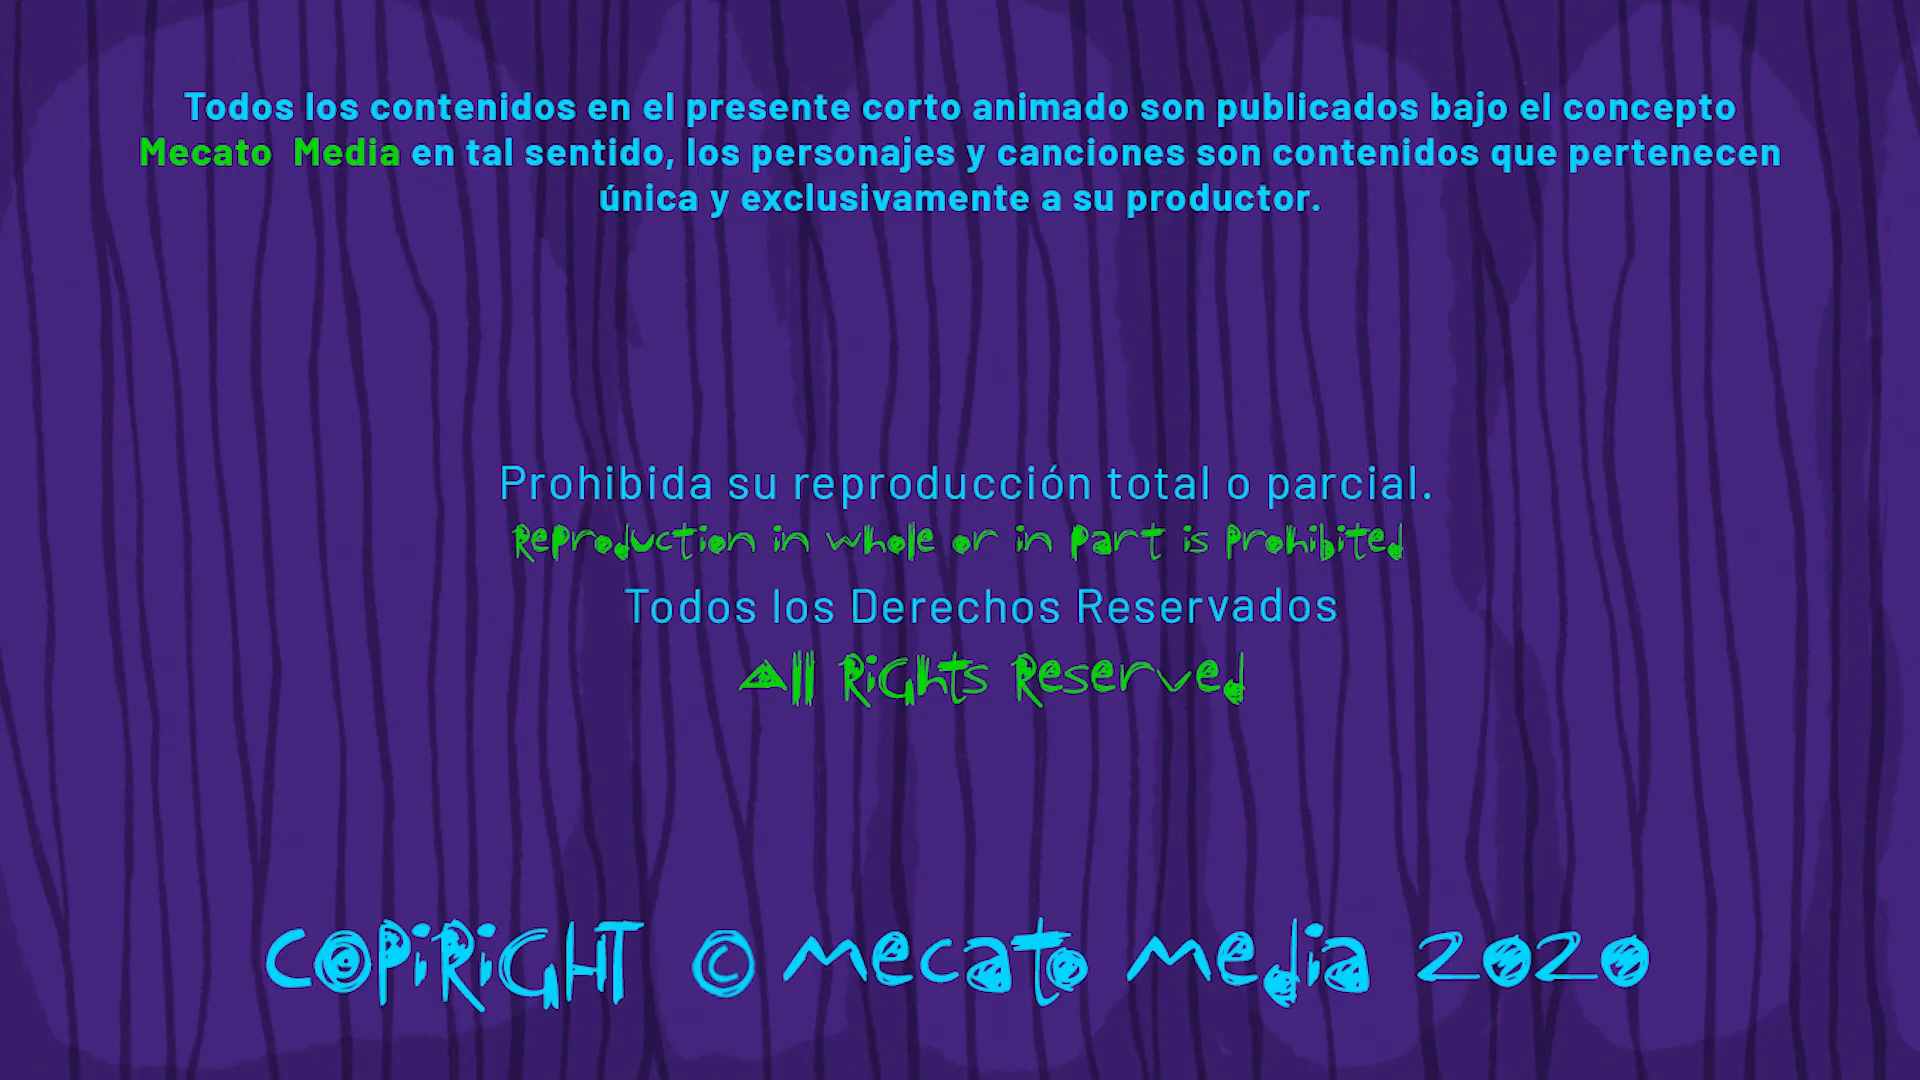 Todos los contenidos en el presente corto animado son publicados bajo el concepto
Mecato Media en tal sentido, los personajes y canciones son contenidos que pertenecen
única y exclusivamente a su productor.
Prohibida su reproducción total o parcial.
Reproduction in whole or in part is Prohibited
Todos los Derechos Reservados
All Rights Reserved
COPiRiGHT © Mecato Media 2020